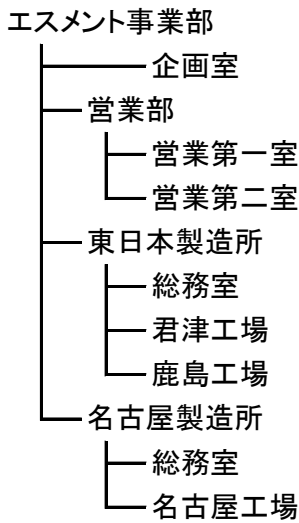 エスメント事業部
企画室
営業部
営業第一室
営業第二室
東日本製造所
総務室
君津工場
鹿島工場
名古屋製造所
総務室
名古屋工場